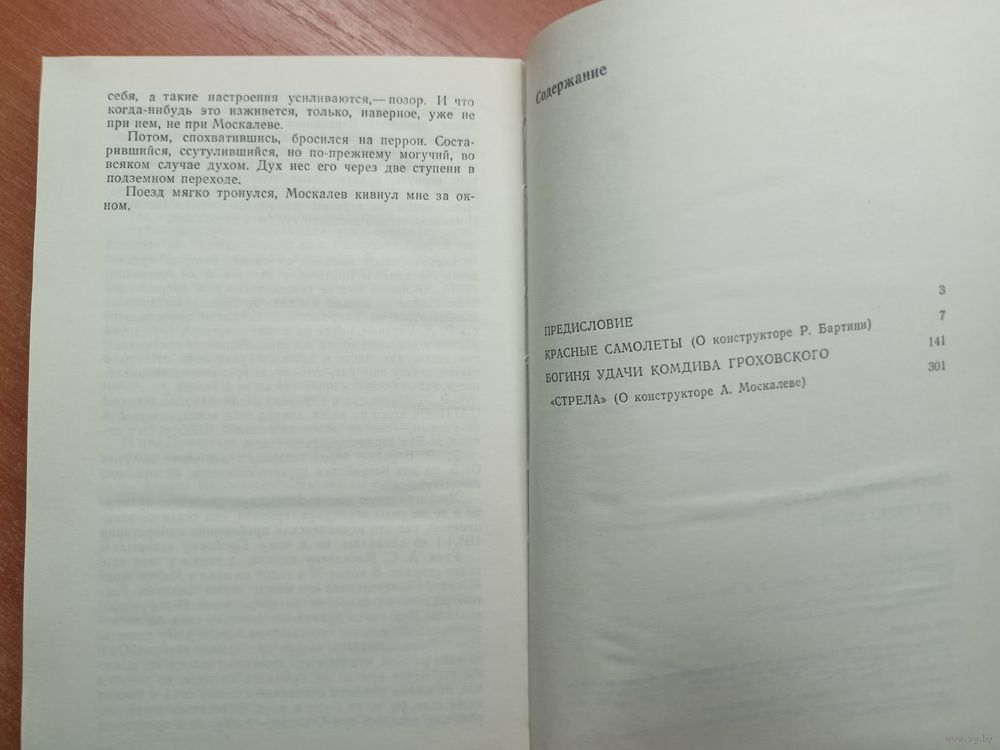 себя, а такие настроения усиливаются,—позор. И что
когда-нибудь это изживется, только, наверное, уже не
при нем, не при Москалеве.
Потом, спохватившись, бросился на перрон. Соста-
рившийся, ссутулившийся, но по-прежнему могучий, во
всяком случае духом. Дух нес его через две ступени в
подземном переходе.
Поезд мягко тронулся, Москалев кивнул мне за ок-
ном.
Содержание
ПРЕДИСЛОВИЕ 3
КРАСНЫЕ САМОЛЕТЫ (О конструкторе Р. Бартини) 7
БОГИНЯ УДАЧИ КОМДИВА ГРОХОВСКОГО 141
«СТРЕЛА» (О конструкторе А. Москалеве) 301
www.ay.by